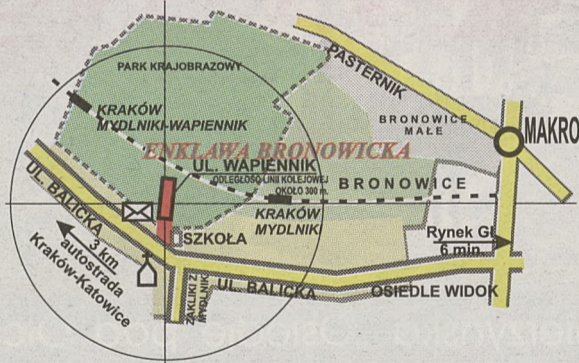 PASTERNIK
PARK KRAJOBRAZOWY
KRAKÓW
MYDLNIKI-WAPIENNIK
BRONOWICE
MAŁE
MAKRO
ENKLAWA BRONOWICKA
UL. WAPIENNIK
ODLEGŁOŚĆ LINII KOLEJOWEJ
OKOŁO 300 m.
BRONOWICE
UL. BALICKA
KRAKÓW
MYDLNIK
SZKOŁA
Rynek Gł.
6 min.
3 km
autostrada
Kraków-Katowice
ZAKLIKI Z
MYDLNIK
UL. BALICKA
OSIEDLE WIDOK